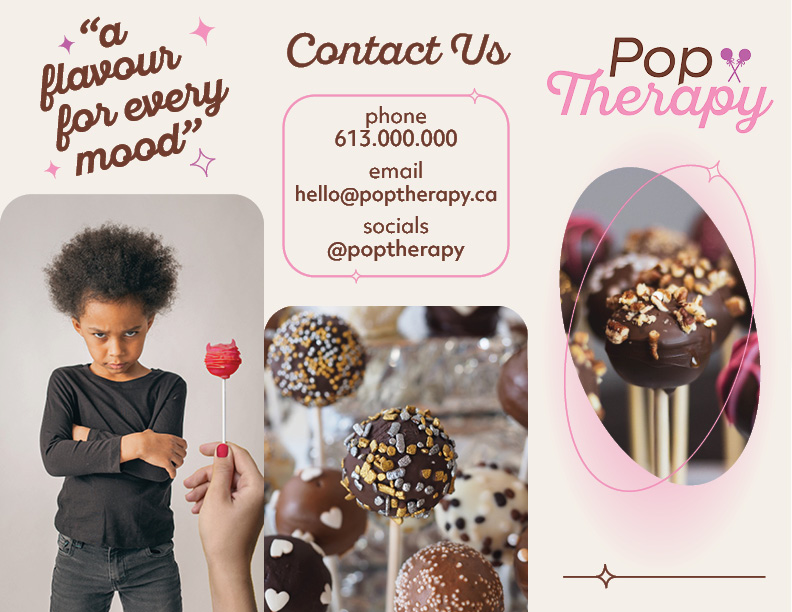 “a
flavour
for every
mood”
Contact Us
phone
613.000.000
email
hello@poptherapy.ca
socials
@poptherapy
Pop
Therapy